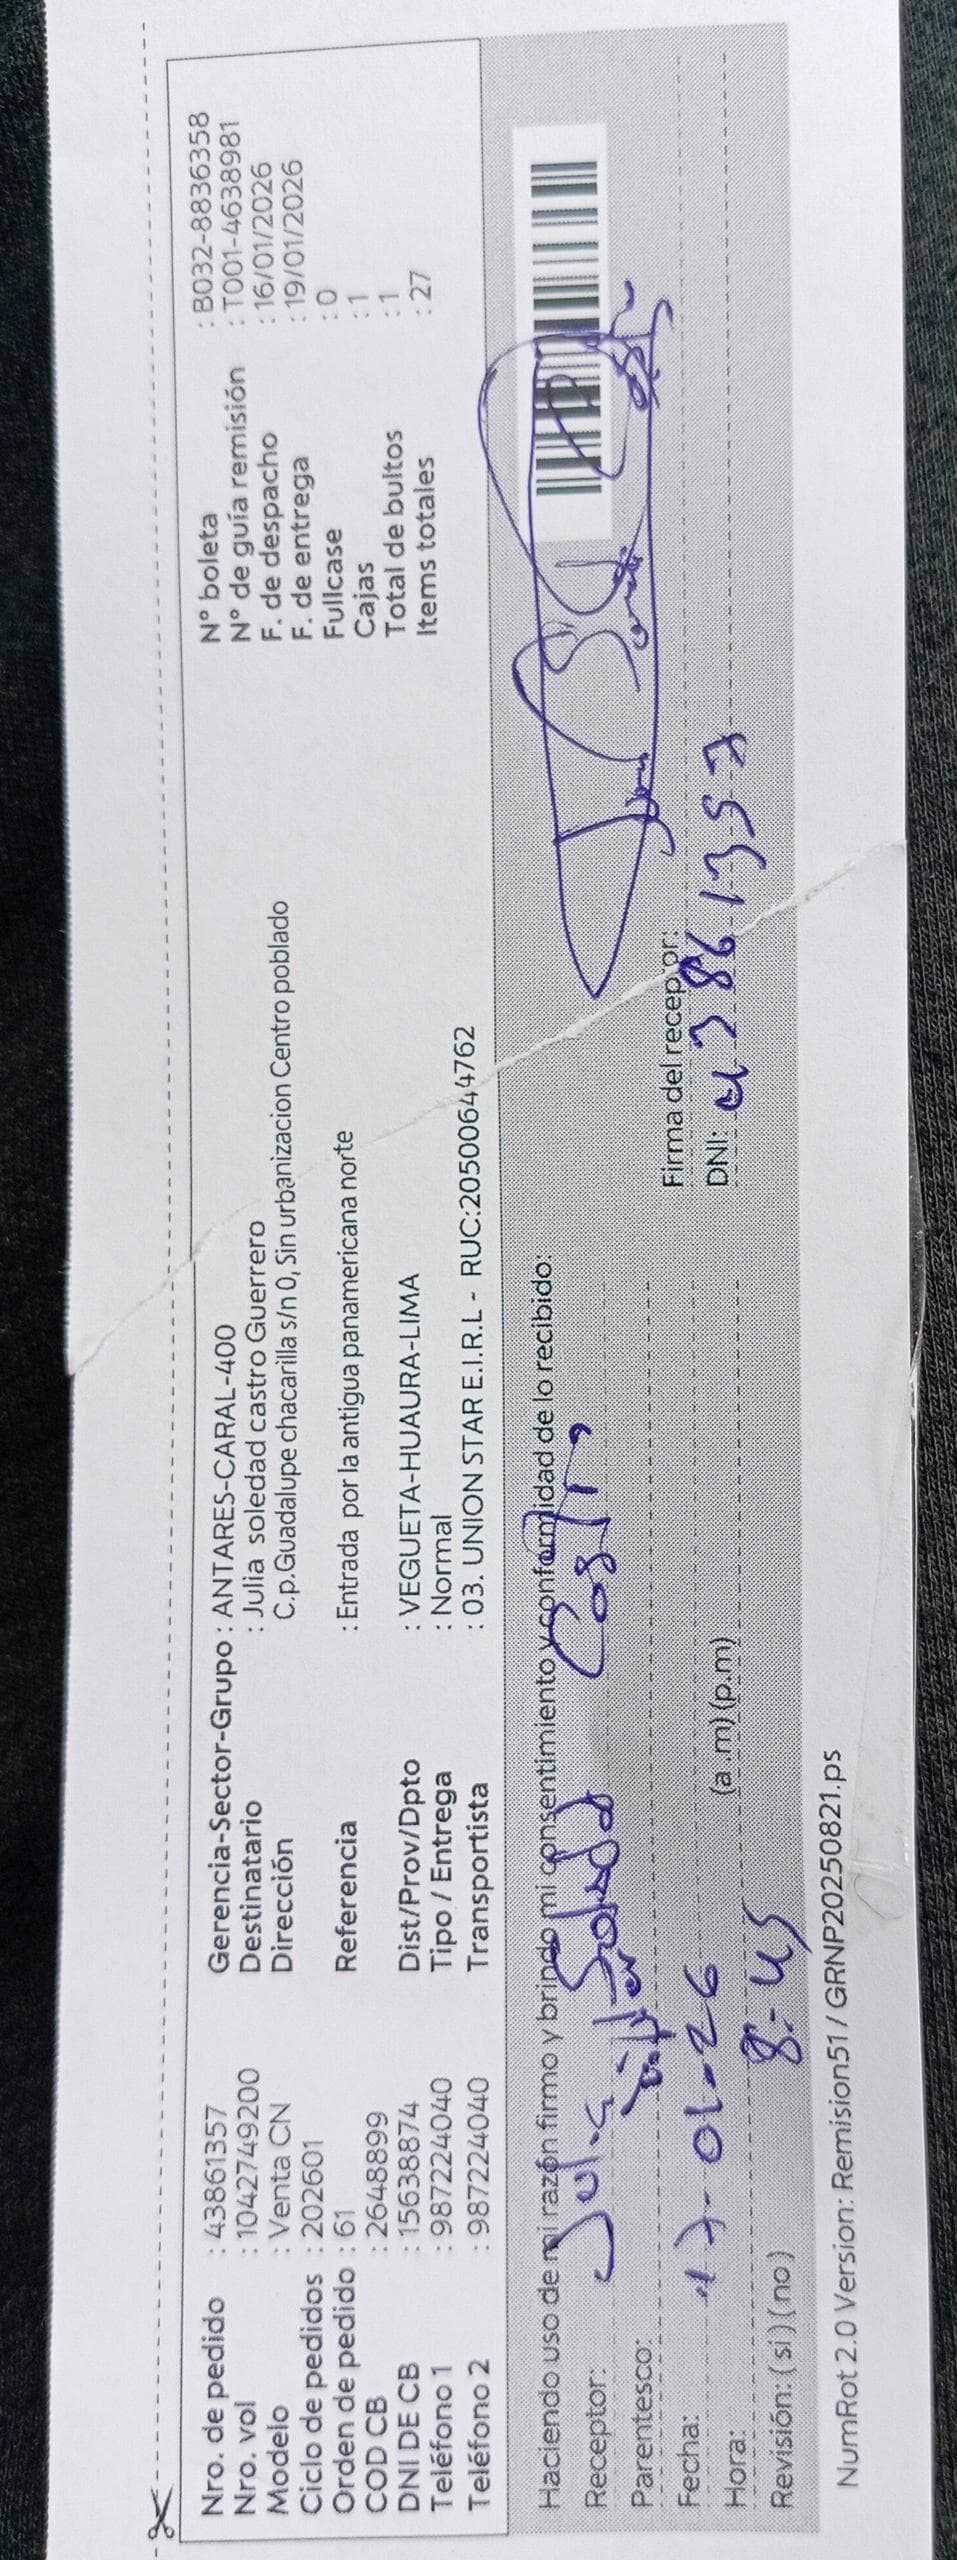 Nro. de pedido : 43861357
Nro. vol : 1042749200
Modelo : Venta CN
Ciclo de pedidos : 202601
Orden de pedido : 61
COD CB : 2648899
DNI DE CB : 15638874
Teléfono 1 : 987224040
Teléfono 2 : 987224040
Gerencia-Sector-Grupo : ANTARES-CARAL-400
Destinatario : Julia soledad castro Guerrero
Dirección C.p.Guadalupe chacarilla s/n 0, Sin urbanizacion Centro poblado
Referencia : Entrada por la antigua panamericana norte
Dist/Prov/Dpto : VEGUETA-HUAURA-LIMA
Tipo / Entrega : Normal
Transportista : 03. UNION STAR E.I.R.L - RUC:20500644762
N° boleta : B032-8836358
N° de guía remisión : T001-4638981
F. de despacho : 16/01/2026
F. de entrega : 19/01/2026
Fullcase : 0
Cajas : 1
Total de bultos : 1
Items totales : 27
Haciendo uso de mi razón firmo y brindo mi consentimiento y conformidad de lo recibido:
Receptor: Julia Soledad Castro
Parentesco:
Fecha: 17-01-26
Hora: 8:45 (a.m) (p.m)
Revisión: ( si ) ( no )
Firma del receptor:
DNI: 43861357
NumRot 2.0 Version: Remision51 / GRNP20250821.ps